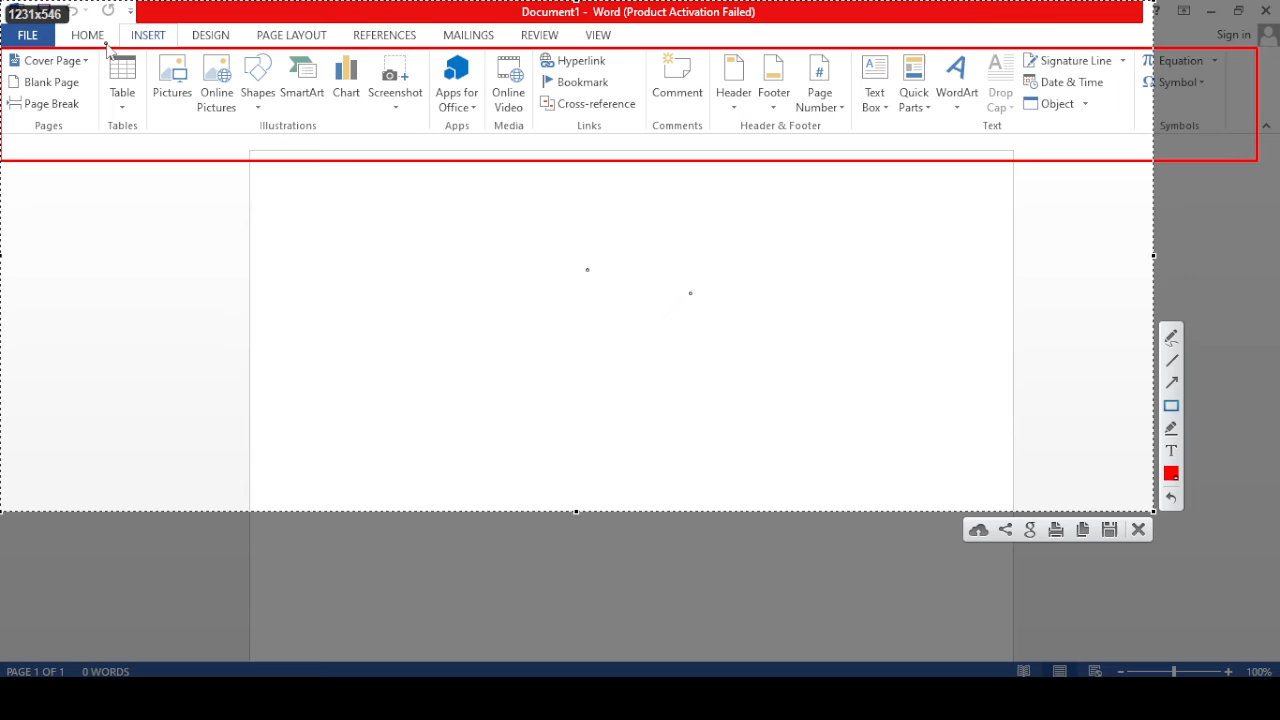 1231x546
Document1 - Word (Product Activation Failed)
FILE HOME INSERT DESIGN PAGE LAYOUT REFERENCES MAILINGS REVIEW VIEW Sign in
Cover Page
Blank Page
Page Break
Pages
Table
Tables
Pictures
Online Pictures
Shapes
SmartArt
Chart
Screenshot
Illustrations
Apps for Office
Apps
Online Video
Media
Hyperlink
Bookmark
Cross-reference
Links
Comment
Comments
Header
Footer
Page Number
Header & Footer
Text Box
Quick Parts
WordArt
Drop Cap
Signature Line
Date & Time
Object
Text
Equation
Symbol
Symbols
T
g
PAGE 1 OF 1 0 WORDS 100%